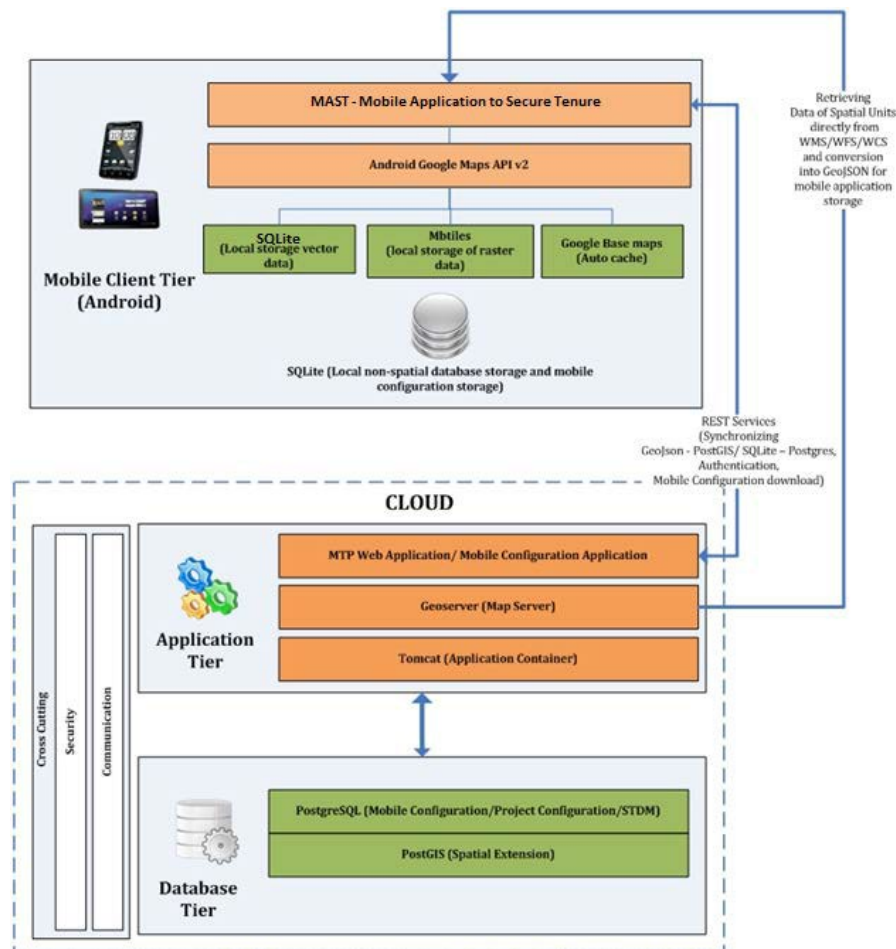 MAST - Mobile Application to Secure Tenure
Android Google Maps API v2
SQLite
(Local storage vector
data)
Mbtiles
(local storage of raster
data)
Google Base maps
(Auto cache)
Mobile Client Tier
(Android)
SQLite (Local non-spatial database storage and mobile
configuration storage)
Retrieving
Data of Spatial Units
directly from
WMS/WFS/WCS
and conversion
into GeoJSON for
mobile application
storage
REST Services
(Synchronizing
GeoJson - PostGIS/ SQLite – Postgres,
Authentication,
Mobile Configuration download)
CLOUD
Cross Cutting
Security
Communication
Application
Tier
MTP Web Application/ Mobile Configuration Application
Geoserver (Map Server)
Tomcat (Application Container)
Database
Tier
PostgreSQL (Mobile Configuration/Project Configuration/STDM)
PostGIS (Spatial Extension)